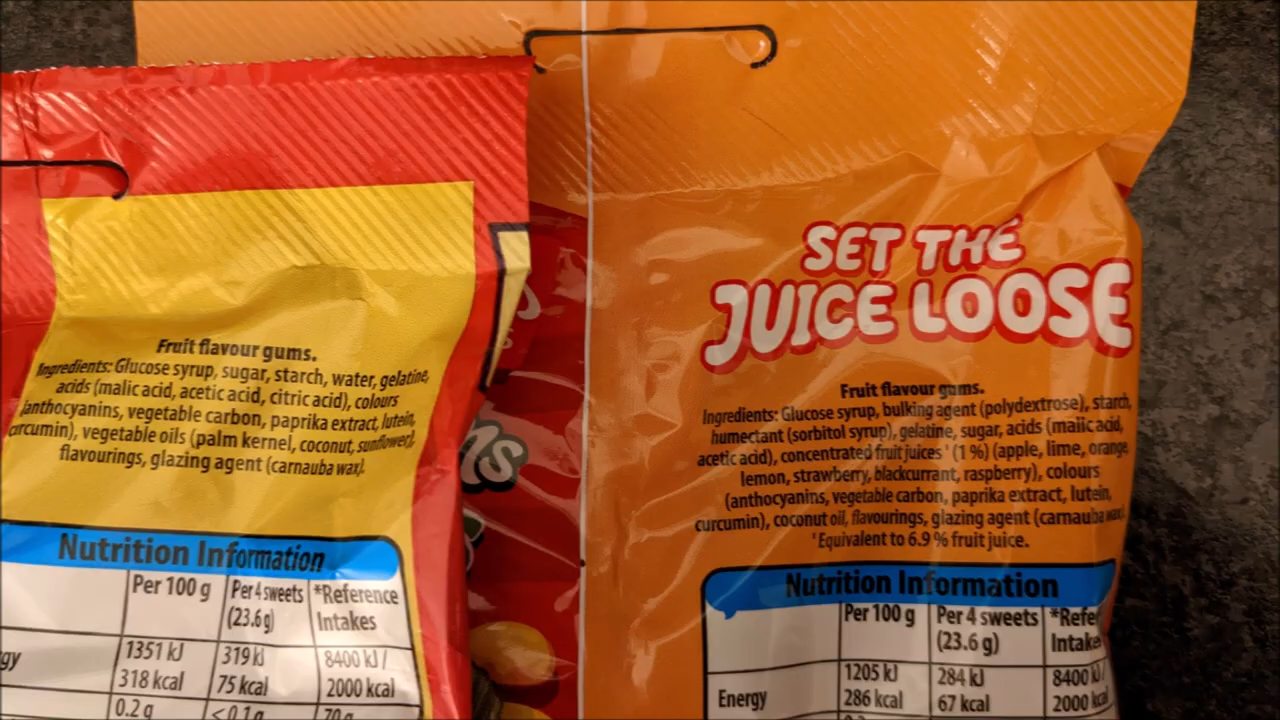 Fruit flavour gums.
Ingredients: Glucose syrup, sugar, starch, water, gelatine,
acids (malic acid, acetic acid, citric acid), colours
(anthocyanins, vegetable carbon, paprika extract, lutein,
curcumin), vegetable oils (palm kernel, coconut, sunflower),
flavourings, glazing agent (carnauba wax).
Nutrition Information
Per 100 g Per 4 sweets *Reference
(23.6 g) Intakes
gy 1351 kJ 319 kJ 8400 kJ /
318 kcal 75 kcal 2000 kcal
0.2 g <0.1g 70g
SET THE
JUICE LOOSE
Fruit flavour gums.
Ingredients: Glucose syrup, bulking agent (polydextrose), starch,
humectant (sorbitol syrup), gelatine, sugar, acids (malic acid,
acetic acid), concentrated fruit juices ¹ (1 %) (apple, lime, orange,
lemon, strawberry, blackcurrant, raspberry), colours
(anthocyanins, vegetable carbon, paprika extract, lutein,
curcumin), coconut oil, flavourings, glazing agent (carnauba wax).
¹Equivalent to 6.9 % fruit juice.
Nutrition Information
Per 100 g Per 4 sweets *Refer
(23.6 g) Intake
Energy 1205 kJ 284 kJ 8400 kJ/
286 kcal 67 kcal 2000 kcal